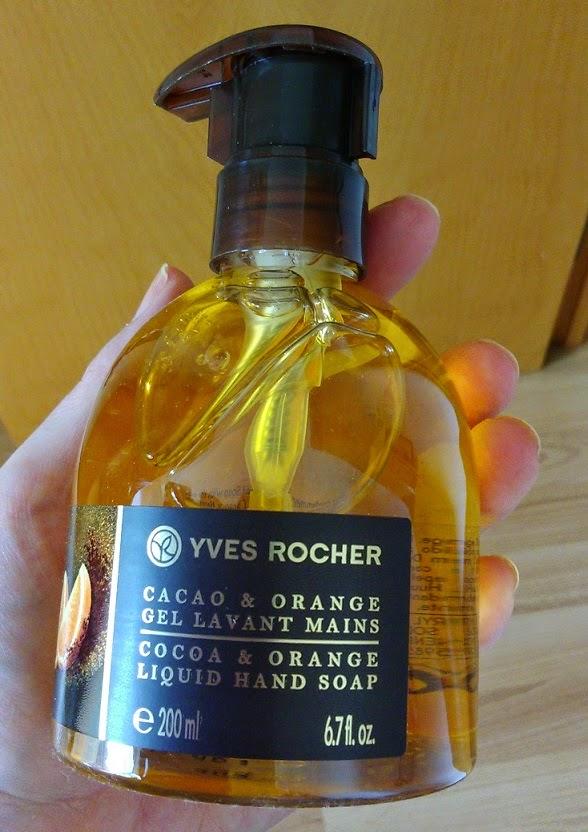 YVES ROCHER
CACAO & ORANGE
GEL LAVANT MAINS
COCOA & ORANGE
LIQUID HAND SOAP
e 200 ml
6.7 fl. oz.